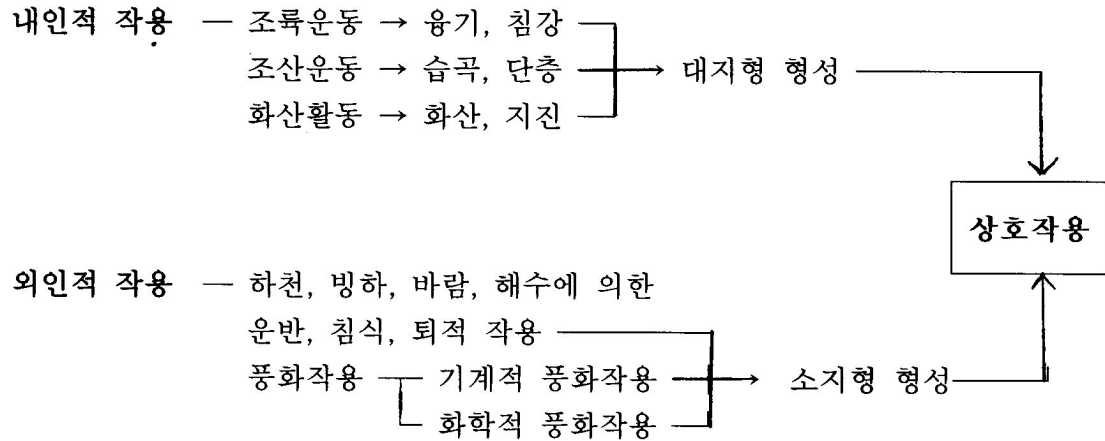 내인적 작용 — 조륙운동 → 융기, 침강
조산운동 → 습곡, 단층 → 대지형 형성
화산활동 → 화산, 지진
상호작용
외인적 작용 — 하천, 빙하, 바람, 해수에 의한
운반, 침식, 퇴적 작용
풍화작용 기계적 풍화작용 → 소지형 형성
화학적 풍화작용